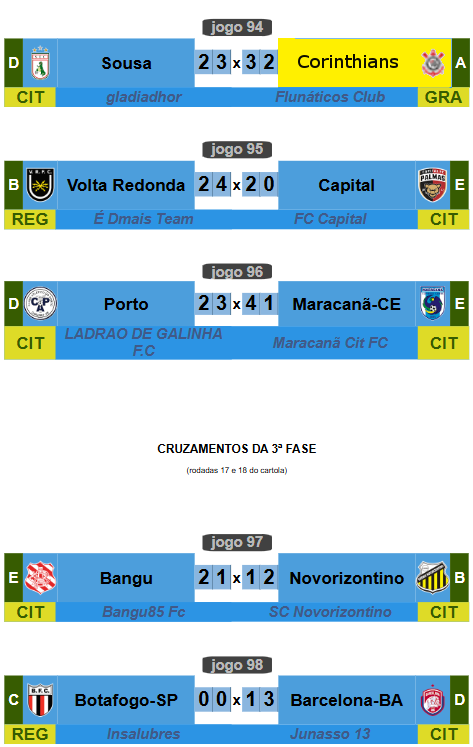 jogo 94
D Sousa 2 3 x 3 2 Corinthians A
CIT gladiadhor Flunáticos Club GRA
jogo 95
B Volta Redonda 2 4 x 2 0 Capital E
REG É Dmais Team FC Capital CIT
jogo 96
D Porto 2 3 x 4 1 Maracanã-CE E
CIT LADRAO DE GALINHA F.C Maracanã Cit FC CIT
CRUZAMENTOS DA 3ª FASE
(rodadas 17 e 18 do cartola)
jogo 97
E Bangu 2 1 x 1 2 Novorizontino B
CIT Bangu85 Fc SC Novorizontino CIT
jogo 98
C Botafogo-SP 0 0 x 1 3 Barcelona-BA D
REG Insalubres Junasso 13 CIT